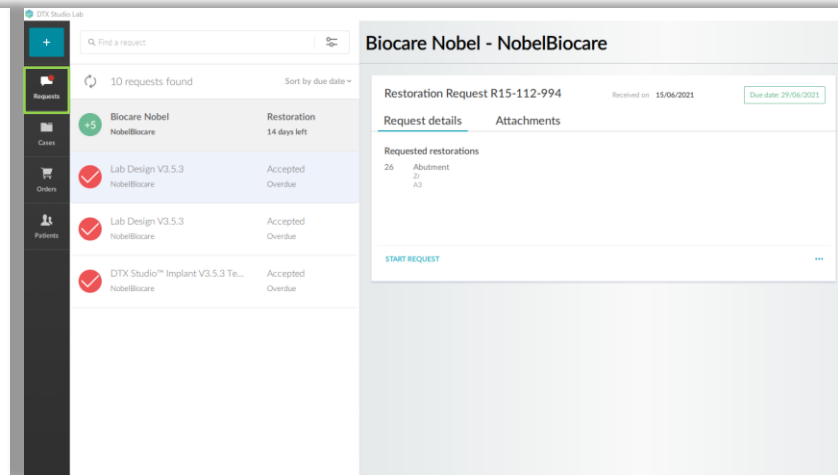 DTX Studio Lab
+
Requests
Cases
Orders
Patients
Find a request
10 requests found Sort by due date
+5 Biocare Nobel Restoration
NobelBiocare 14 days left
Lab Design V3.5.3 Accepted
NobelBiocare Overdue
Lab Design V3.5.3 Accepted
NobelBiocare Overdue
DTX Studio™ Implant V3.5.3 Te... Accepted
NobelBiocare Overdue
Biocare Nobel - NobelBiocare
Restoration Request R15-112-994 Received on 15/06/2021 Due date: 29/06/2021
Request details Attachments
Requested restorations
26 Abutment
Zr
A3
START REQUEST ...